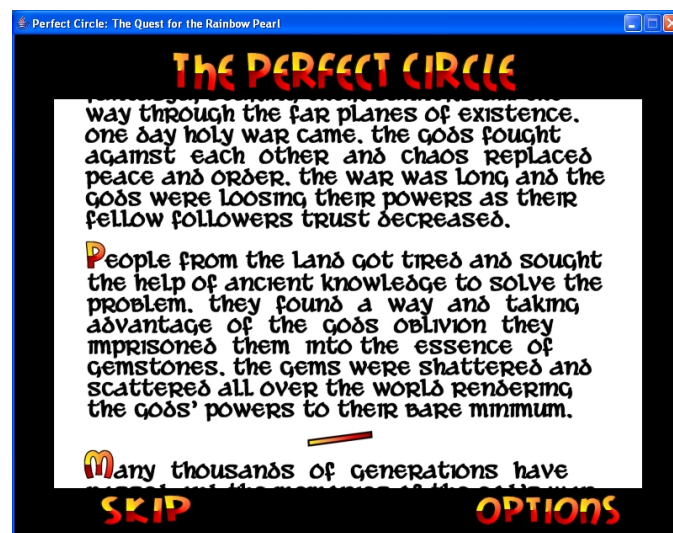 Perfect Circle: The Quest for the Rainbow Pearl
THE PERFECT CIRCLE
way through the far planes of existence.
one day holy war came. the gods fought
against each other and chaos replaced
peace and order. the war was long and the
gods were loosing their powers as their
fellow followers trust decreased.
People from the land got tired and sought
the help of ancient knowledge to solve the
problem. they found a way and taking
advantage of the gods oblivion they
imprisoned them into the essence of
gemstones. the gems were shattered and
scattered all over the world rendering
the gods' powers to their bare minimum.
Many thousands of generations have
SKIP
OPTIONS